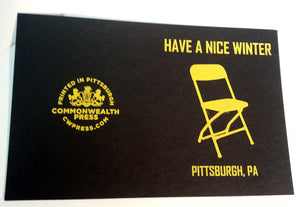 PRINTED IN PITTSBURGH
COMMONWEALTH
PRESS
CWPRESS.COM
HAVE A NICE WINTER
PITTSBURGH, PA